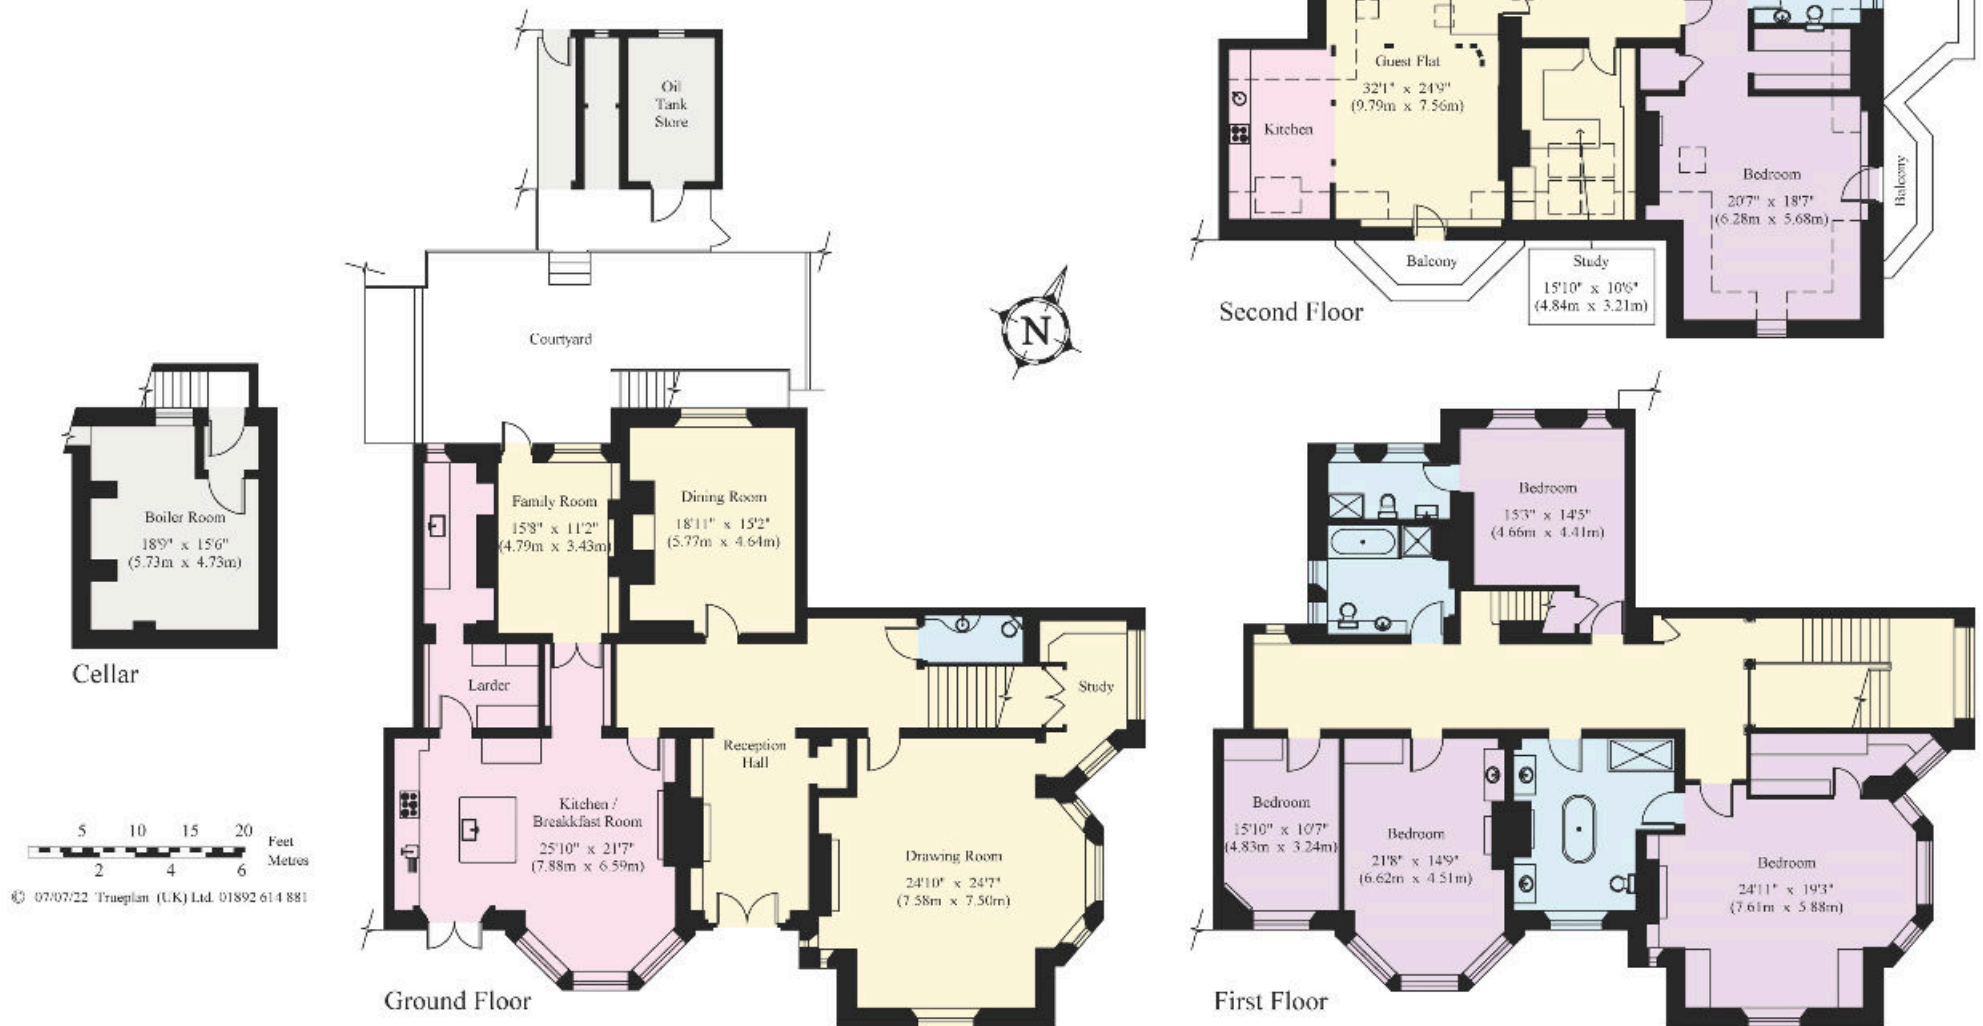 Oil
Tank
Store
Courtyard
N
Guest Flat
32'1" x 24'9"
(9.79m x 7.56m)
Kitchen
Bedroom
20'7" x 18'7"
(6.28m x 5.68m)
Balcony
Balcony
Study
15'10" x 10'6"
(4.84m x 3.21m)
Second Floor
Boiler Room
18'9" x 15'6"
(5.73m x 4.73m)
Cellar
Family Room
15'8" x 11'2"
(4.79m x 3.43m)
Dining Room
18'11" x 15'2"
(5.77m x 4.64m)
Larder
Study
Reception
Hall
Kitchen /
Breakkfast Room
25'10" x 21'7"
(7.88m x 6.59m)
Drawing Room
24'10" x 24'7"
(7.58m x 7.50m)
Ground Floor
Bedroom
15'3" x 14'5"
(4.66m x 4.41m)
Bedroom
15'10" x 10'7"
(4.83m x 3.24m)
Bedroom
21'8" x 14'9"
(6.62m x 4.51m)
Bedroom
24'11" x 19'3"
(7.61m x 5.88m)
First Floor
5 10 15 20 Feet
2 4 6 Metres
© 07/07/22 Trueplan (UK) Ltd. 01892 614 881